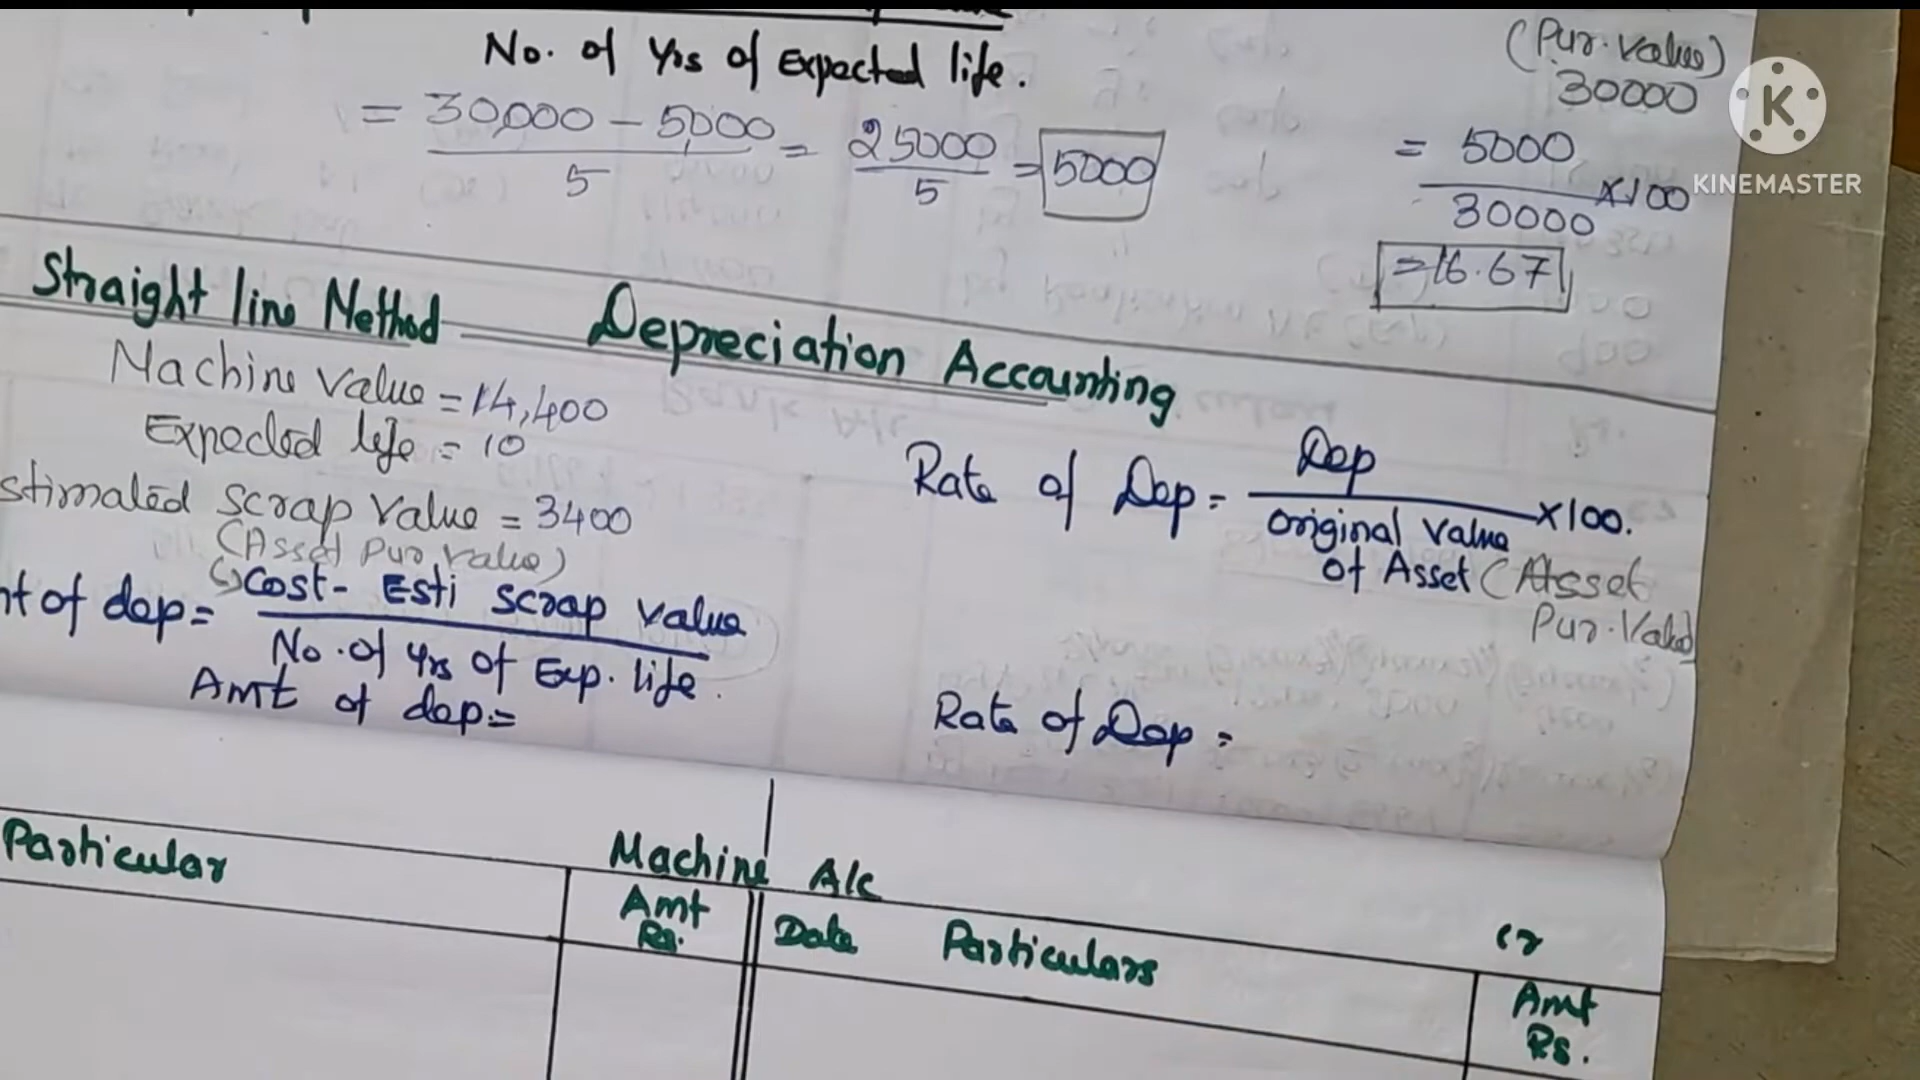 No. of Yrs of Expected life.
= 30,000 - 5,000 = 25000 = 5000
5 5
(Pur. Value)
30000
= 5000 x100
30000
= 16.67
KINEMASTER
Straight line Method Depreciation Accounting
Machine Value = 14,400
Expected life = 10
stimated scrap Value = 3400
(Asset Pur value)
nt of dep = Cost - Esti scrap value
No. of yrs of Exp. life.
Amt of dep =
Rate of Dep = Dep x100.
Original Value
of Asset (Asset
Pur. Value)
Rate of Dep =
Machine A/c
Cr
Particular Amt Rs. Date Particulars Amt Rs.